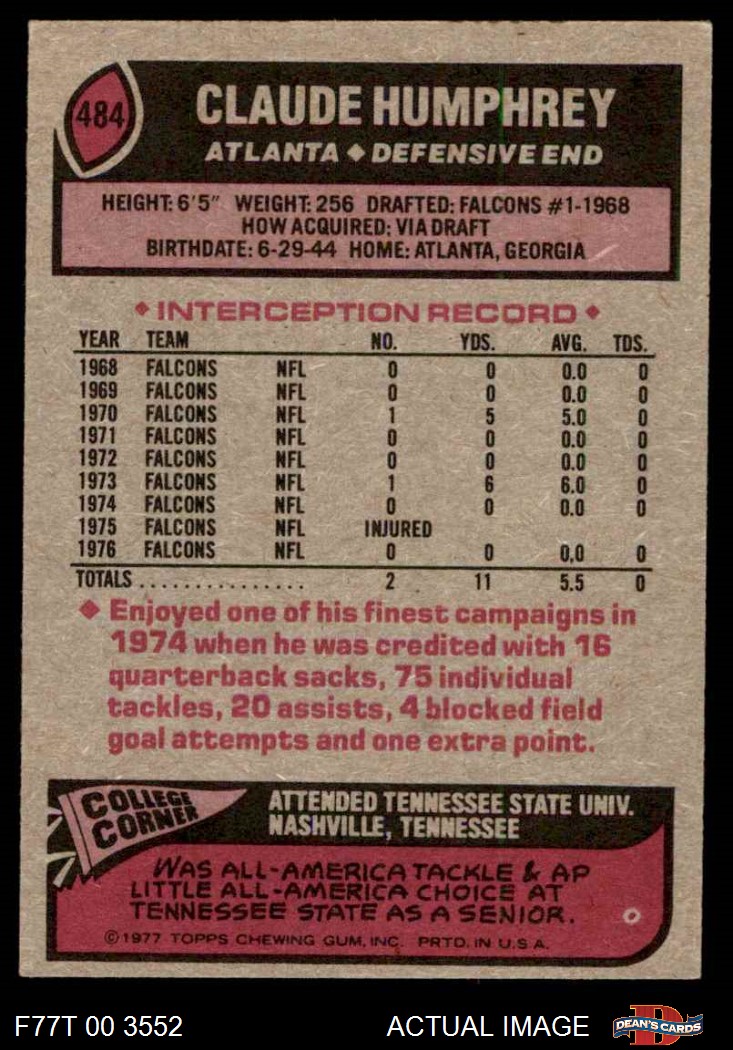 484
CLAUDE HUMPHREY
ATLANTA ◆ DEFENSIVE END
HEIGHT: 6'5" WEIGHT: 256 DRAFTED: FALCONS #1-1968
HOW ACQUIRED: VIA DRAFT
BIRTHDATE: 6-29-44 HOME: ATLANTA, GEORGIA
◆ INTERCEPTION RECORD ◆
YEAR TEAM NO. YDS. AVG. TDS.
1968 FALCONS NFL 0 0 0.0 0
1969 FALCONS NFL 0 0 0.0 0
1970 FALCONS NFL 1 5 5.0 0
1971 FALCONS NFL 0 0 0.0 0
1972 FALCONS NFL 0 0 0.0 0
1973 FALCONS NFL 1 6 6.0 0
1974 FALCONS NFL 0 0 0.0 0
1975 FALCONS NFL INJURED
1976 FALCONS NFL 0 0 0.0 0
TOTALS ............... 2 11 5.5 0
◆ Enjoyed one of his finest campaigns in
1974 when he was credited with 16
quarterback sacks, 75 individual
tackles, 20 assists, 4 blocked field
goal attempts and one extra point.
COLLEGE
CORNER
ATTENDED TENNESSEE STATE UNIV.
NASHVILLE, TENNESSEE
WAS ALL-AMERICA TACKLE & AP
LITTLE ALL-AMERICA CHOICE AT
TENNESSEE STATE AS A SENIOR.
©1977 TOPPS CHEWING GUM, INC. PRTD. IN U.S.A.
F77T 00 3552 ACTUAL IMAGE
D
DEAN'S CARDS